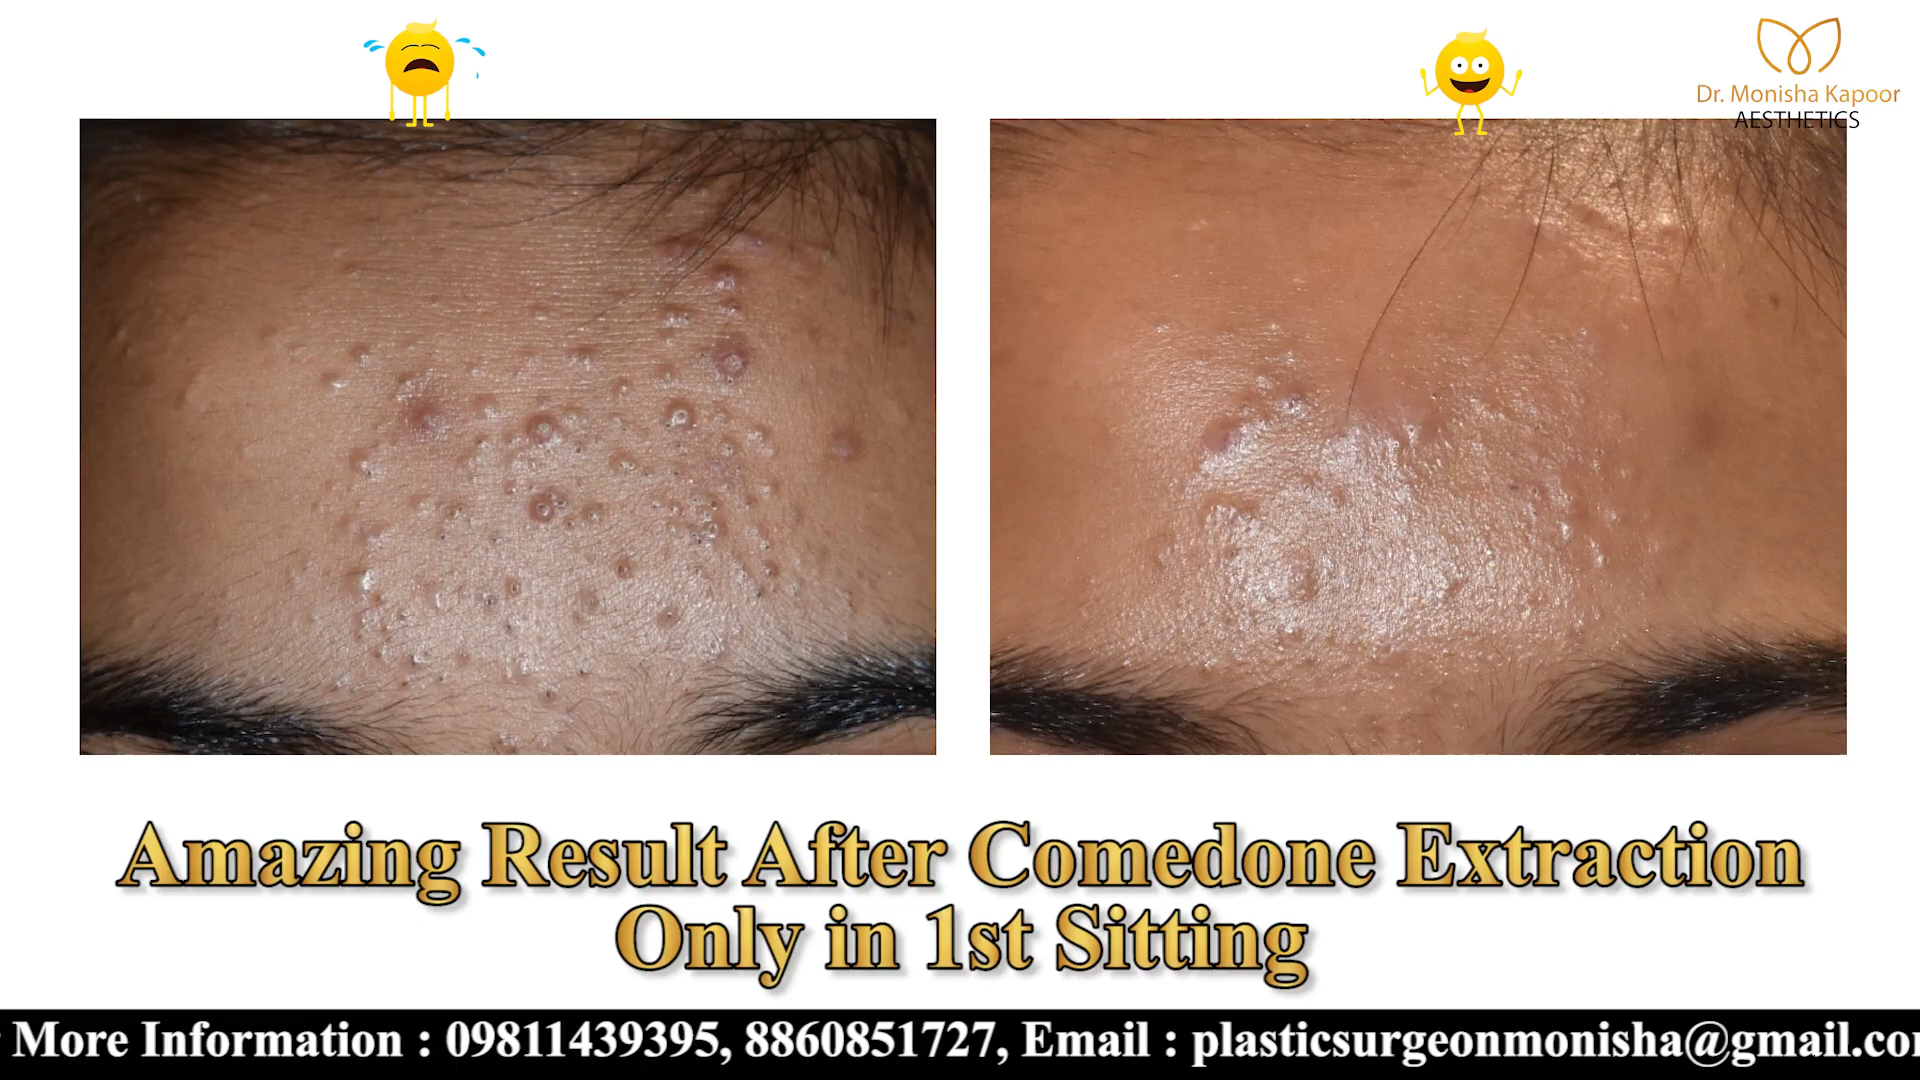 Dr. Monisha Kapoor
AESTHETICS
Amazing Result After Comedone Extraction
Only in 1st Sitting
More Information : 09811439395, 8860851727, Email : plasticsurgeonmonisha@gmail.co